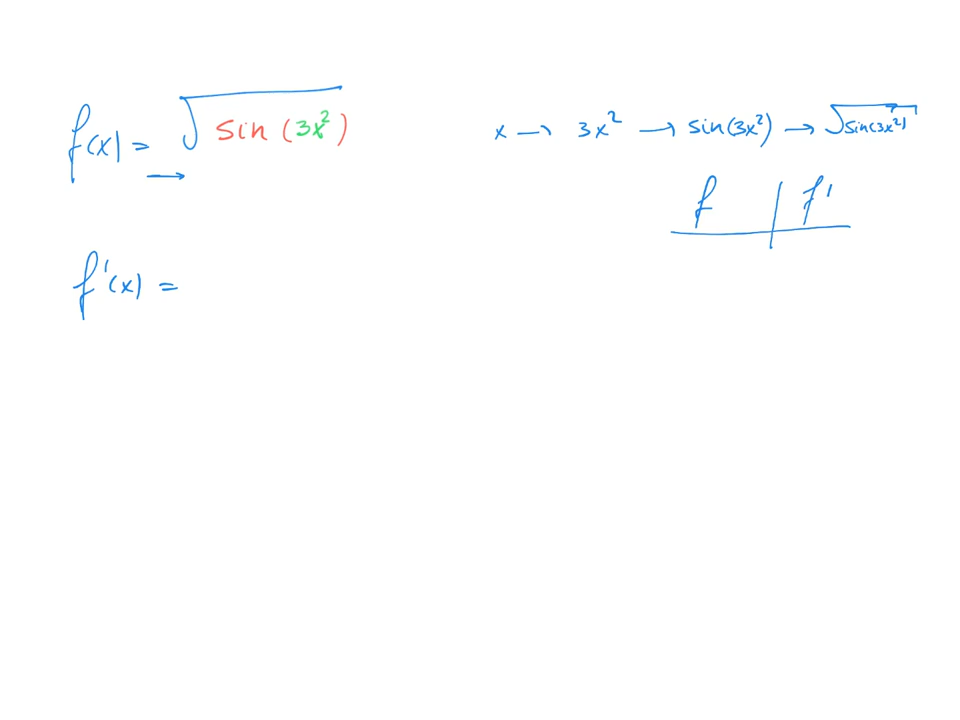 f(x) = √sin(3x²)
x → 3x² → sin(3x²) → √sin(3x²)
f | f'
f'(x) =